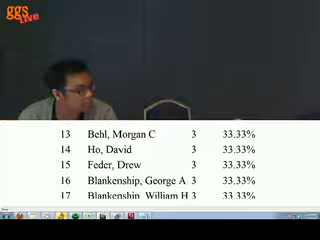 ggs
Live
13 Behl, Morgan C 3 33.33%
14 Ho, David 3 33.33%
15 Feder, Drew 3 33.33%
16 Blankenship, George A 3 33.33%
17 Blankenship, William H 3 33.33%